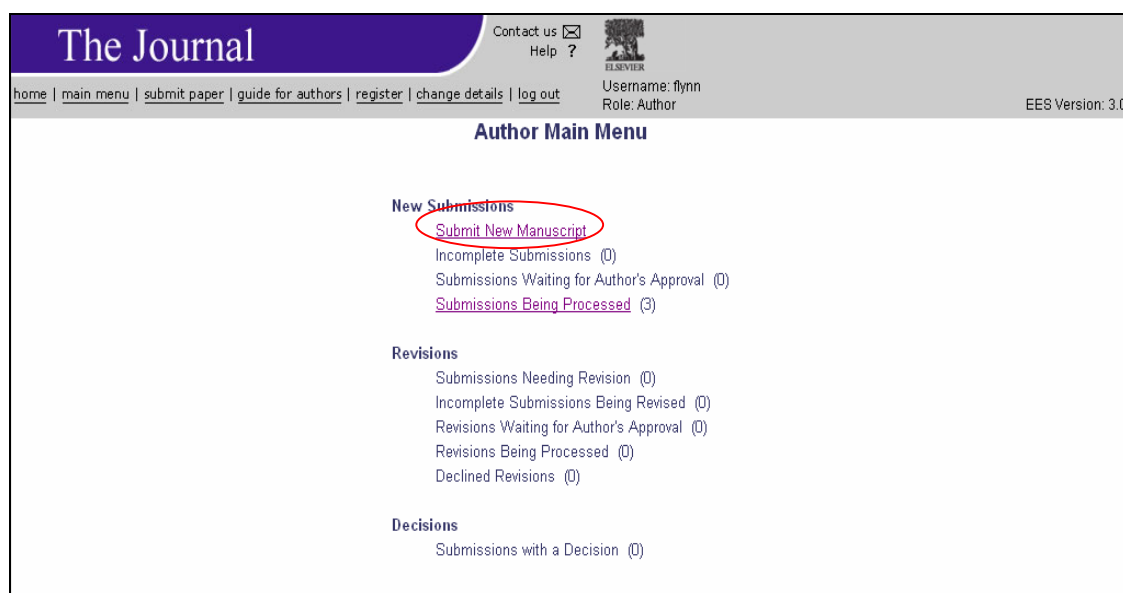 The Journal
Contact us
Help ?
ELSEVIER
home | main menu | submit paper | guide for authors | register | change details | log out
Username: flynn
Role: Author
EES Version: 3.0
Author Main Menu
New Submissions
Submit New Manuscript
Incomplete Submissions (0)
Submissions Waiting for Author's Approval (0)
Submissions Being Processed (3)
Revisions
Submissions Needing Revision (0)
Incomplete Submissions Being Revised (0)
Revisions Waiting for Author's Approval (0)
Revisions Being Processed (0)
Declined Revisions (0)
Decisions
Submissions with a Decision (0)